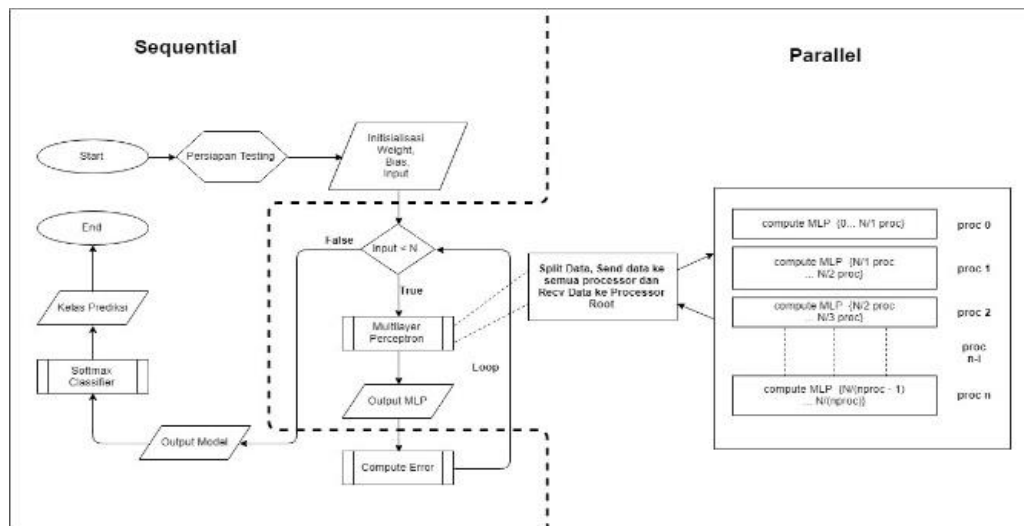 Sequential
Parallel
Start
Persiapan Testing
Initisialisasi
Weight,
Bias,
Input
End
False
Input < N
True
Kelas Prediksi
Multilayer
Perceptron
Softmax
Classifier
Loop
Output MLP
Output Model
Compute Error
Split Data, Send data ke
semua processor dan
Recv Data ke Processor
Root
compute MLP {0... N/1 proc}
proc 0
compute MLP {N/1 proc
... N/2 proc}
proc 1
compute MLP {N/2 proc
... N/3 proc}
proc 2
proc
n-i
compute MLP {N/(nproc - 1)
... N/(nproc)}
proc n